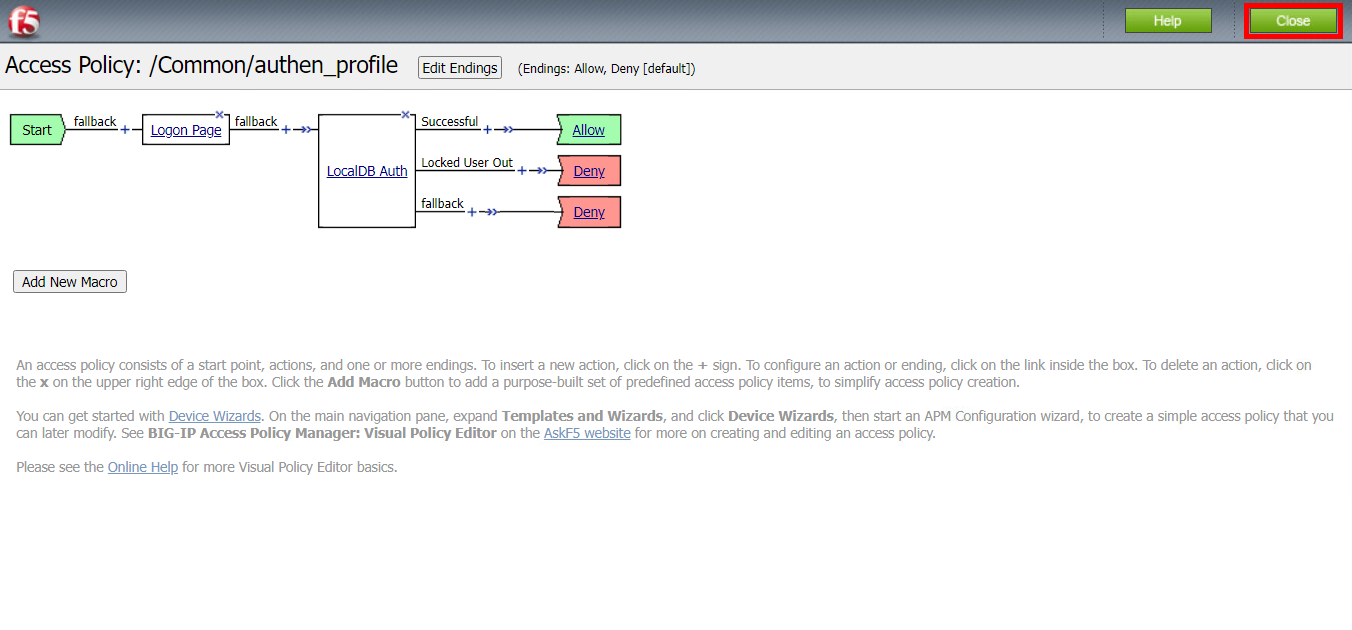 f5
Help
Close
Access Policy: /Common/authen_profile
Edit Endings
(Endings: Allow, Deny [default])
Start
fallback
+
Logon Page
x
fallback
+
LocalDB Auth
x
Successful
+
Allow
Locked User Out
+
Deny
fallback
+
Deny
Add New Macro
An access policy consists of a start point, actions, and one or more endings. To insert a new action, click on the + sign. To configure an action or ending, click on the link inside the box. To delete an action, click on
the x on the upper right edge of the box. Click the Add Macro button to add a purpose-built set of predefined access policy items, to simplify access policy creation.
You can get started with Device Wizards. On the main navigation pane, expand Templates and Wizards, and click Device Wizards, then start an APM Configuration wizard, to create a simple access policy that you
can later modify. See BIG-IP Access Policy Manager: Visual Policy Editor on the AskF5 website for more on creating and editing an access policy.
Please see the Online Help for more Visual Policy Editor basics.